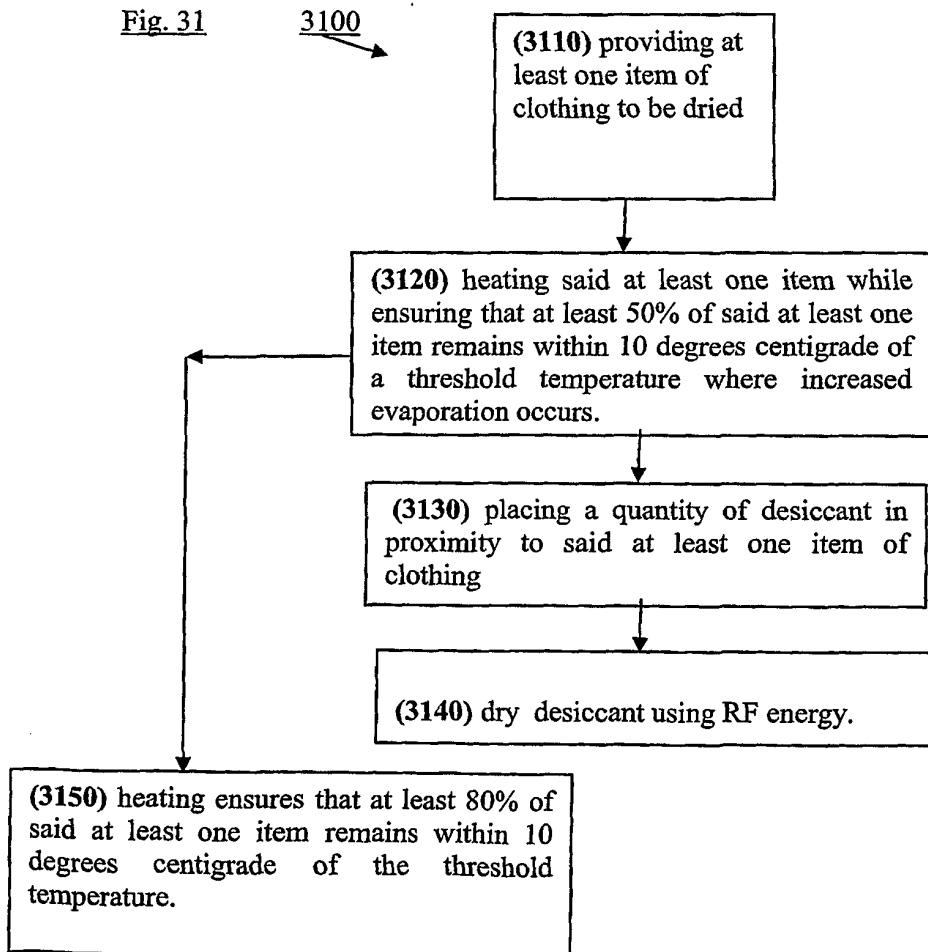 Fig. 31 3100
(3110) providing at
least one item of
clothing to be dried
(3120) heating said at least one item while
ensuring that at least 50% of said at least one
item remains within 10 degrees centigrade of
a threshold temperature where increased
evaporation occurs.
(3130) placing a quantity of desiccant in
proximity to said at least one item of
clothing
(3140) dry desiccant using RF energy.
(3150) heating ensures that at least 80% of
said at least one item remains within 10
degrees centigrade of the threshold
temperature.